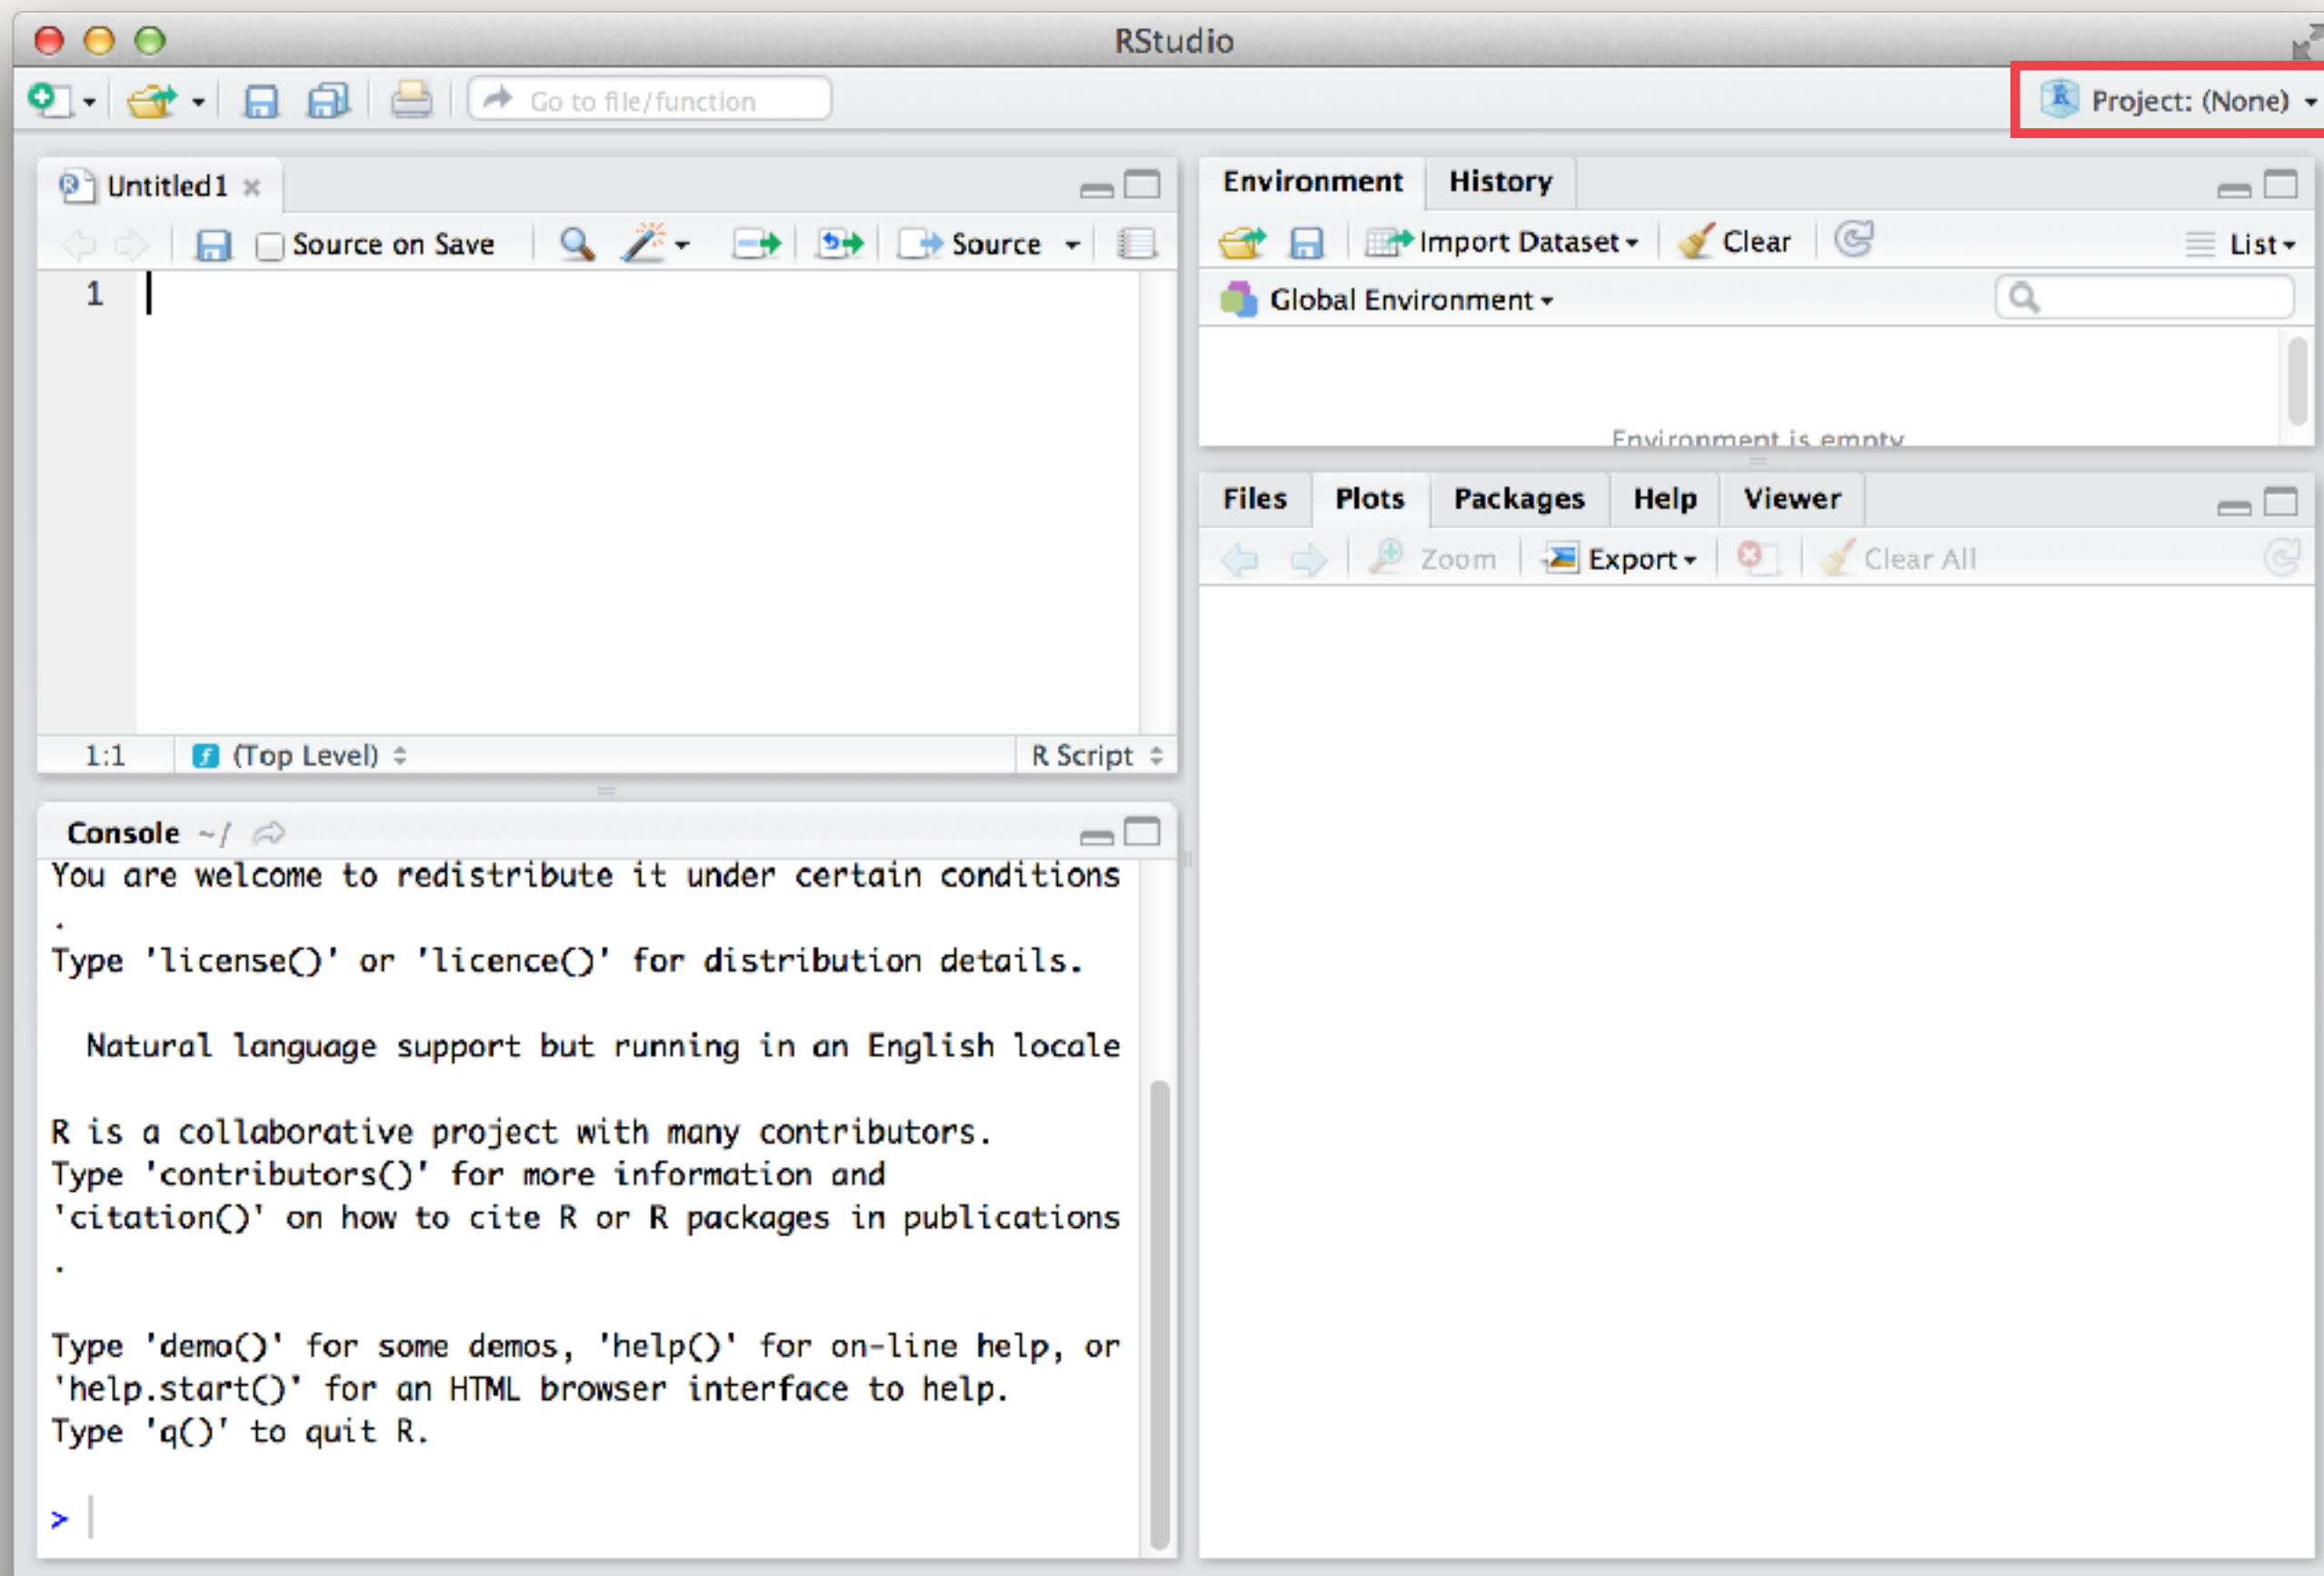 RStudio
Go to file/function
Project: (None)
Untitled1
Source on Save
Source
1
1:1
(Top Level)
R Script
Environment
History
Import Dataset
Clear
List
Global Environment
Environment is empty
Files
Plots
Packages
Help
Viewer
Zoom
Export
Clear All
Console ~/
You are welcome to redistribute it under certain conditions
.
Type 'license()' or 'licence()' for distribution details.
Natural language support but running in an English locale
R is a collaborative project with many contributors.
Type 'contributors()' for more information and
'citation()' on how to cite R or R packages in publications
.
Type 'demo()' for some demos, 'help()' for on-line help, or
'help.start()' for an HTML browser interface to help.
Type 'q()' to quit R.
>